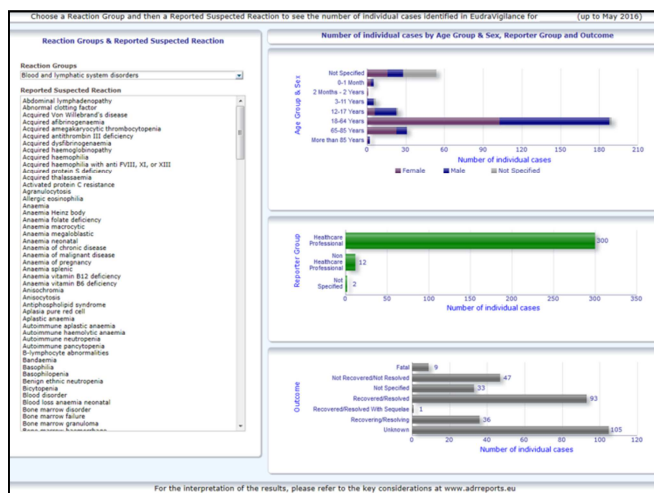 Choose a Reaction Group and then a Reported Suspected Reaction to see the number of individual cases identified in EudraVigilance for (up to May 2016)
Reaction Groups & Reported Suspected Reaction
Reaction Groups
Blood and lymphatic system disorders
Reported Suspected Reaction
Abdominal lymphadenopathy
Abnormal clotting factor
Acquired Von Willebrand's disease
Acquired afibrinogenaemia
Acquired amegakaryocytic thrombocytopenia
Acquired antithrombin III deficiency
Acquired dysfibrinogenaemia
Acquired haemoglobinopathy
Acquired haemophilia
Acquired haemophilia with anti FVIII, XI, or XIII
Acquired protein S deficiency
Acquired thalassaemia
Activated protein C resistance
Agranulocytosis
Allergic eosinophilia
Anaemia
Anaemia Heinz body
Anaemia folate deficiency
Anaemia macrocytic
Anaemia megaloblastic
Anaemia neonatal
Anaemia of chronic disease
Anaemia of malignant disease
Anaemia of pregnancy
Anaemia splenic
Anaemia vitamin B12 deficiency
Anaemia vitamin B6 deficiency
Anisochromia
Anisocytosis
Antiphospholipid syndrome
Aplasia pure red cell
Aplastic anaemia
Autoimmune aplastic anaemia
Autoimmune haemolytic anaemia
Autoimmune neutropenia
Autoimmune pancytopenia
B-lymphocyte abnormalities
Bandaemia
Basophilia
Basophilopenia
Benign ethnic neutropenia
Bicytopenia
Blood disorder
Blood loss anaemia neonatal
Bone marrow disorder
Bone marrow failure
Bone marrow granuloma
Bone marrow haemorrhage
Number of individual cases by Age Group & Sex, Reporter Group and Outcome
Age Group & Sex
Not Specified
0-1 Month
2 Months - 2 Years
3-11 Years
12-17 Years
18-64 Years
65-85 Years
More than 85 Years
0 30 60 90 120 150 180 210
Number of individual cases
Female Male Not Specified
Reporter Group
Healthcare
Professional
300
Non
Healthcare
Professional
12
Not
Specified
2
0 50 100 150 200 250 300 350
Number of individual cases
Outcome
Fatal 9
Not Recovered/Not Resolved 47
Not Specified 33
Recovered/Resolved 93
Recovered/Resolved With Sequelae 1
Recovering/Resolving 36
Unknown 105
0 20 40 60 80 100 120
Number of individual cases
For the interpretation of the results, please refer to the key considerations at www.adrreports.eu